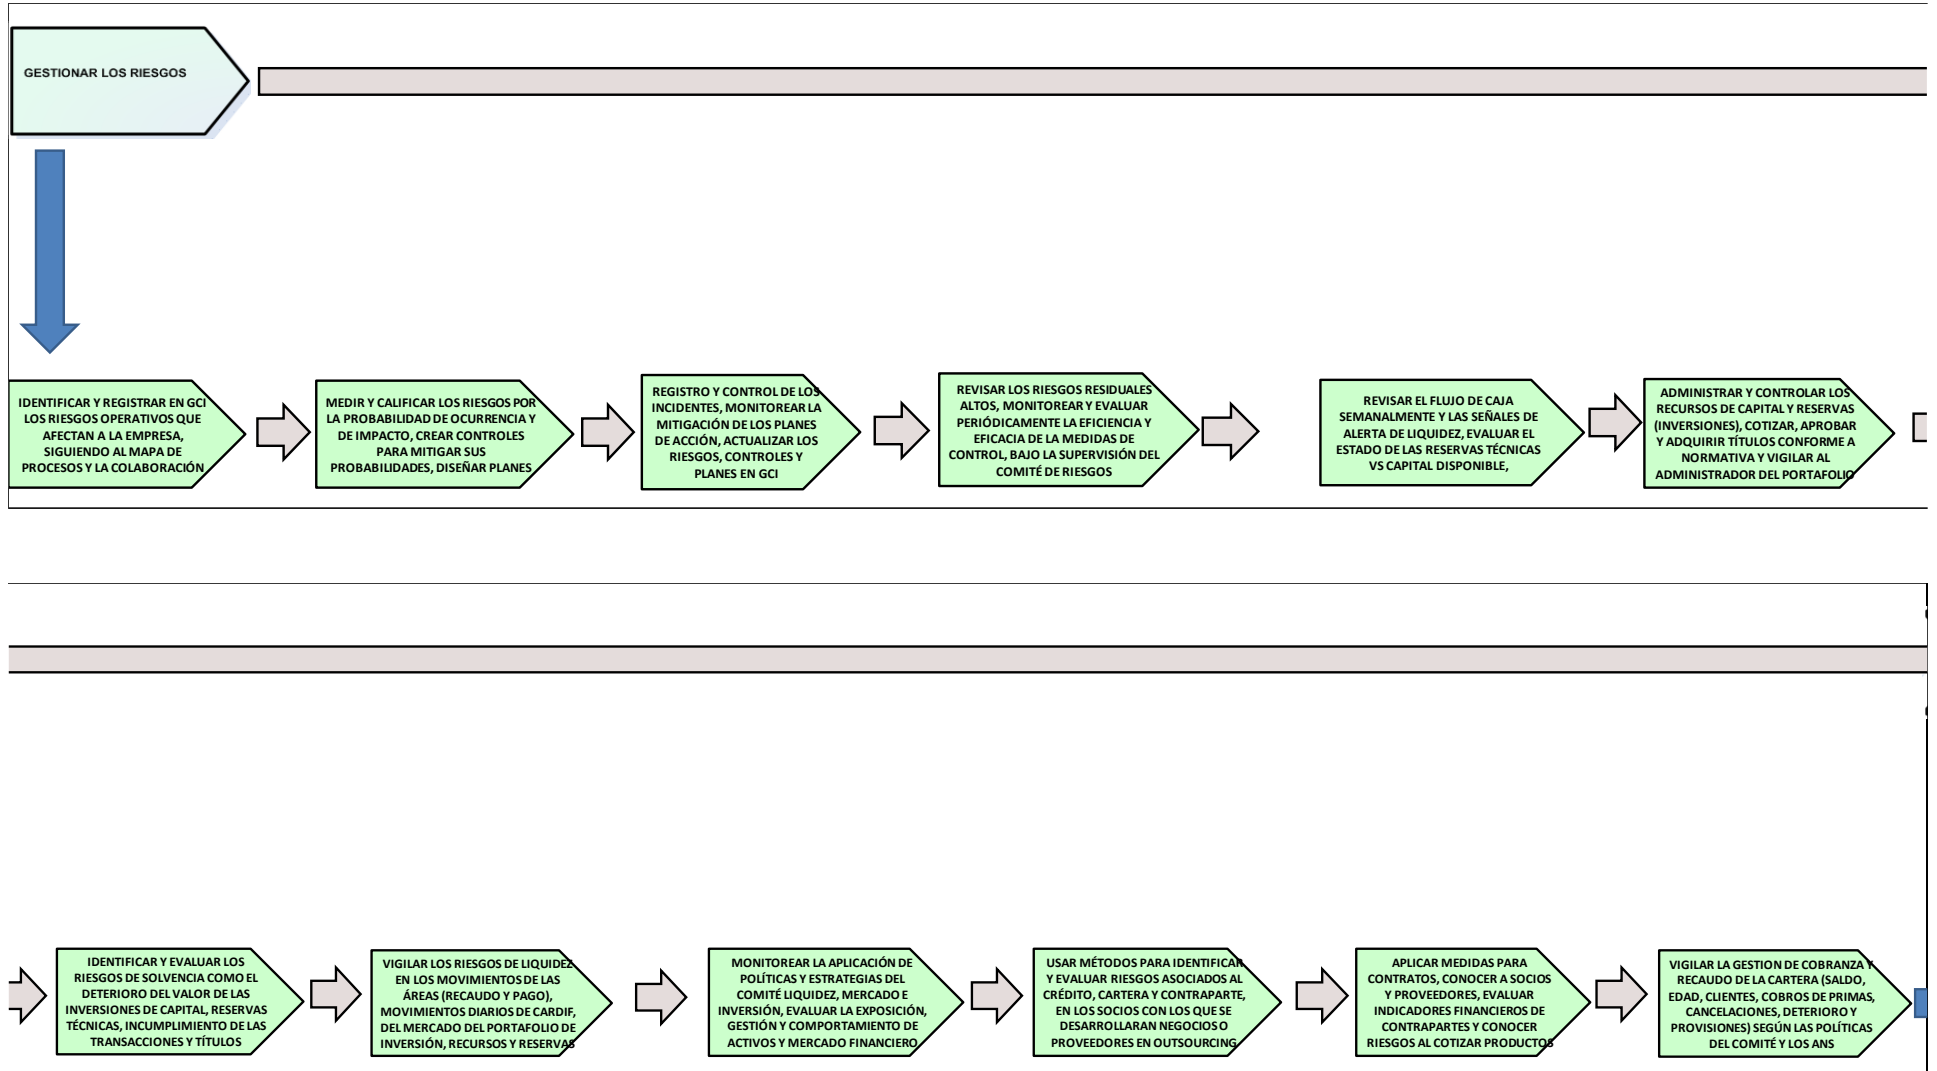 GESTIONAR LOS RIESGOS
IDENTIFICAR Y REGISTRAR EN GCI
LOS RIESGOS OPERATIVOS QUE
AFECTAN A LA EMPRESA,
SIGUIENDO AL MAPA DE
PROCESOS Y LA COLABORACIÓN
MEDIR Y CALIFICAR LOS RIESGOS POR
LA PROBABILIDAD DE OCURRENCIA Y
DE IMPACTO, CREAR CONTROLES
PARA MITIGAR SUS
PROBABILIDADES, DISEÑAR PLANES
REGISTRO Y CONTROL DE LOS
INCIDENTES, MONITOREAR LA
MITIGACIÓN DE LOS PLANES
DE ACCIÓN, ACTUALIZAR LOS
RIESGOS, CONTROLES Y
PLANES EN GCI
REVISAR LOS RIESGOS RESIDUALES
ALTOS, MONITOREAR Y EVALUAR
PERIÓDICAMENTE LA EFICIENCIA Y
EFICACIA DE LA MEDIDAS DE
CONTROL, BAJO LA SUPERVISIÓN DEL
COMITÉ DE RIESGOS
REVISAR EL FLUJO DE CAJA
SEMANALMENTE Y LAS SEÑALES DE
ALERTA DE LIQUIDEZ, EVALUAR EL
ESTADO DE LAS RESERVAS TÉCNICAS
VS CAPITAL DISPONIBLE,
ADMINISTRAR Y CONTROLAR LOS
RECURSOS DE CAPITAL Y RESERVAS
(INVERSIONES), COTIZAR, APROBAR
Y ADQUIRIR TÍTULOS CONFORME A
NORMATIVA Y VIGILAR AL
ADMINISTRADOR DEL PORTAFOLIO
IDENTIFICAR Y EVALUAR LOS
RIESGOS DE SOLVENCIA COMO EL
DETERIORO DEL VALOR DE LAS
INVERSIONES DE CAPITAL, RESERVAS
TÉCNICAS, INCUMPLIMIENTO DE LAS
TRANSACCIONES Y TÍTULOS
VIGILAR LOS RIESGOS DE LIQUIDEZ
EN LOS MOVIMIENTOS DE LAS
ÁREAS (RECAUDO Y PAGO),
MOVIMIENTOS DIARIOS DE CARDIF,
DEL MERCADO DEL PORTAFOLIO DE
INVERSIÓN, RECURSOS Y RESERVAS
MONITOREAR LA APLICACIÓN DE
POLÍTICAS Y ESTRATEGIAS DEL
COMITÉ LIQUIDEZ, MERCADO E
INVERSIÓN, EVALUAR LA EXPOSICIÓN,
GESTIÓN Y COMPORTAMIENTO DE
ACTIVOS Y MERCADO FINANCIERO
USAR MÉTODOS PARA IDENTIFICAR
Y EVALUAR RIESGOS ASOCIADOS AL
CRÉDITO, CARTERA Y CONTRAPARTE,
EN LOS SOCIOS CON LOS QUE SE
DESARROLLARAN NEGOCIOS O
PROVEEDORES EN OUTSOURCING
APLICAR MEDIDAS PARA
CONTRATOS, CONOCER A SOCIOS
Y PROVEEDORES, EVALUAR
INDICADORES FINANCIEROS DE
CONTRAPARTES Y CONOCER
RIESGOS AL COTIZAR PRODUCTOS
VIGILAR LA GESTION DE COBRANZA Y
RECAUDO DE LA CARTERA (SALDO,
EDAD, CLIENTES, COBROS DE PRIMAS,
CANCELACIONES, DETERIORO Y
PROVISIONES) SEGÚN LAS POLÍTICAS
DEL COMITÉ Y LOS ANS